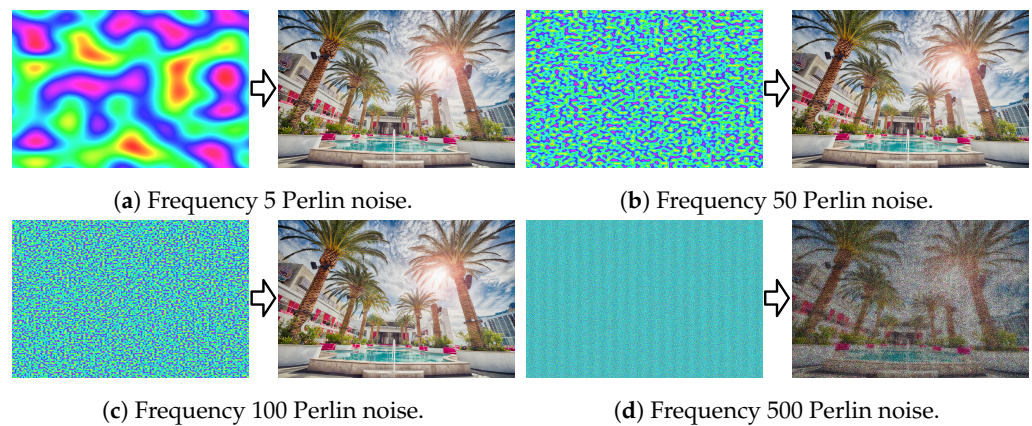 (a) Frequency 5 Perlin noise.
(b) Frequency 50 Perlin noise.
(c) Frequency 100 Perlin noise.
(d) Frequency 500 Perlin noise.